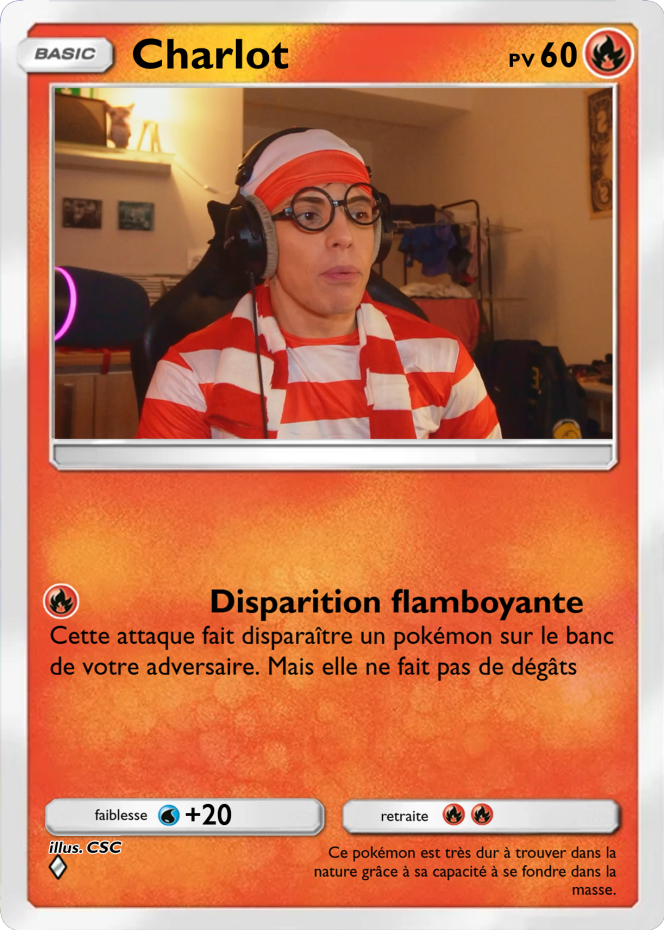 BASIC Charlot PV 60
Disparition flamboyante
Cette attaque fait disparaître un pokémon sur le banc
de votre adversaire. Mais elle ne fait pas de dégâts
faiblesse +20 retraite
illus. CSC
Ce pokémon est très dur à trouver dans la
nature grâce à sa capacité à se fondre dans la
masse.